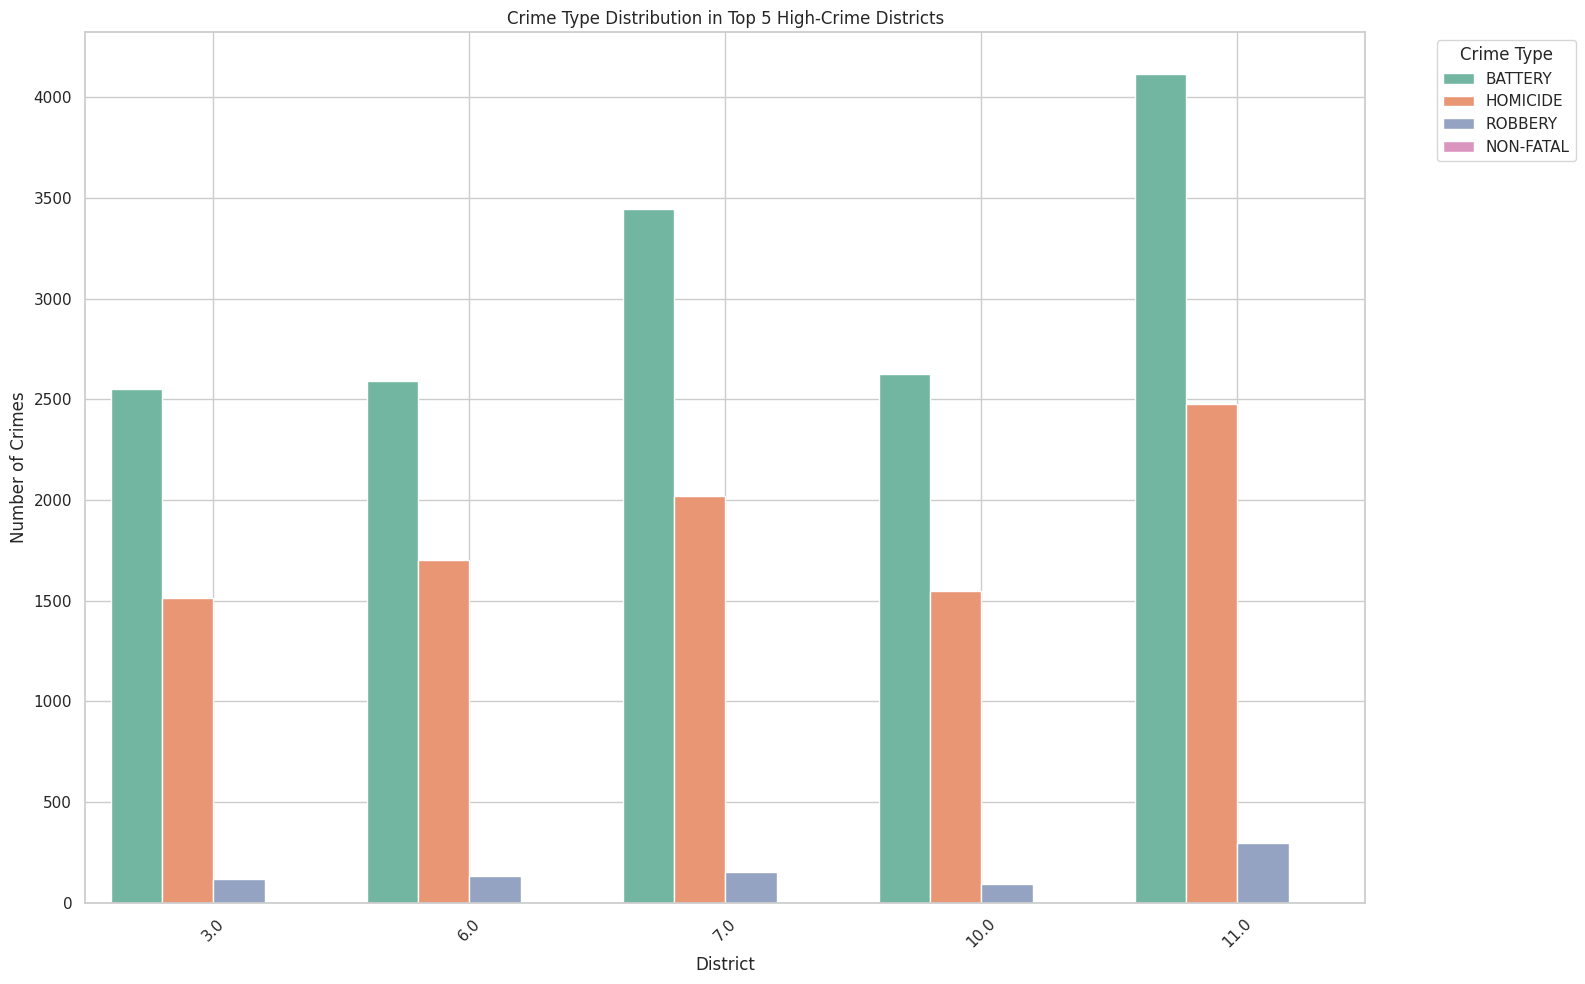 Crime Type Distribution in Top 5 High-Crime Districts
Crime Type
BATTERY
HOMICIDE
ROBBERY
NON-FATAL
Number of Crimes
4000
3500
3000
2500
2000
1500
1000
500
0
3.0
6.0
7.0
10.0
11.0
District